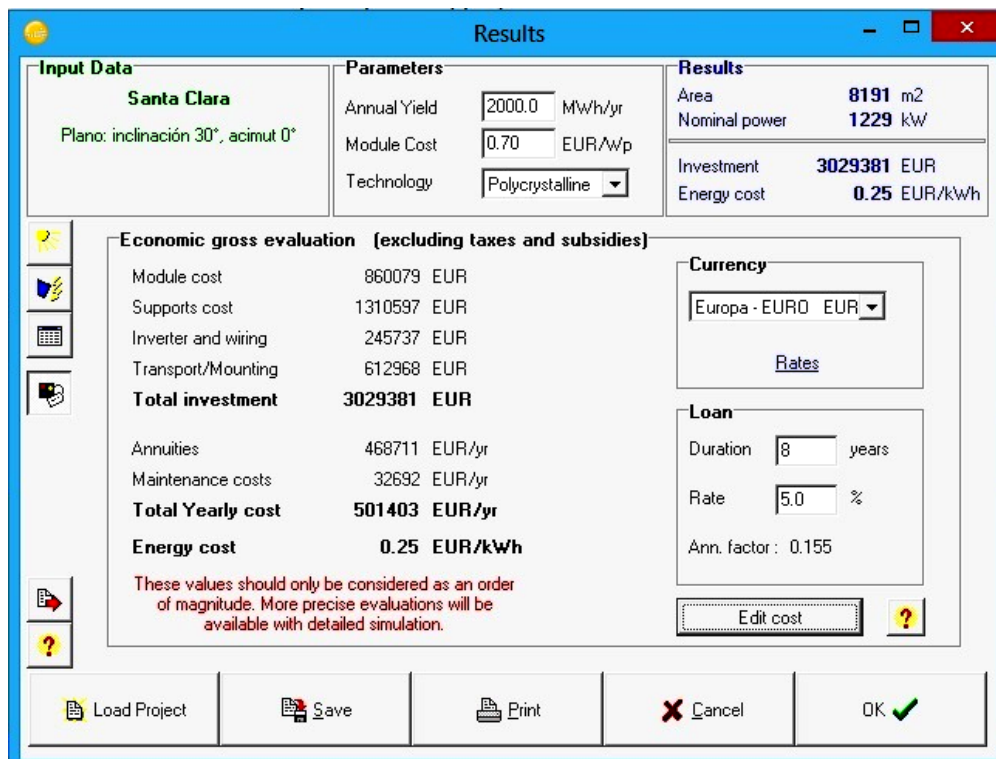 Results
Input Data
Santa Clara
Plano: inclinación 30°, acimut 0°
Parameters
Annual Yield 2000.0 MWh/yr
Module Cost 0.70 EUR/Wp
Technology Polycrystalline
Results
Area 8191 m2
Nominal power 1229 kW
Investment 3029381 EUR
Energy cost 0.25 EUR/kWh
Economic gross evaluation (excluding taxes and subsidies)
Module cost 860079 EUR
Supports cost 1310597 EUR
Inverter and wiring 245737 EUR
Transport/Mounting 612968 EUR
Total investment 3029381 EUR
Annuities 468711 EUR/yr
Maintenance costs 32692 EUR/yr
Total Yearly cost 501403 EUR/yr
Energy cost 0.25 EUR/kWh
These values should only be considered as an order
of magnitude. More precise evaluations will be
available with detailed simulation.
Currency
Europa - EURO EUR
Rates
Loan
Duration 8 years
Rate 5.0 %
Ann. factor : 0.155
Edit cost
?
?
Load Project
Save
Print
Cancel
OK